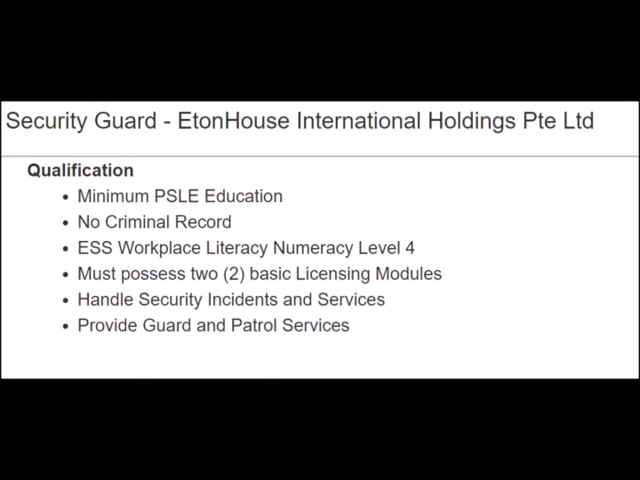 Security Guard - EtonHouse International Holdings Pte Ltd
Qualification
• Minimum PSLE Education
• No Criminal Record
• ESS Workplace Literacy Numeracy Level 4
• Must possess two (2) basic Licensing Modules
• Handle Security Incidents and Services
• Provide Guard and Patrol Services